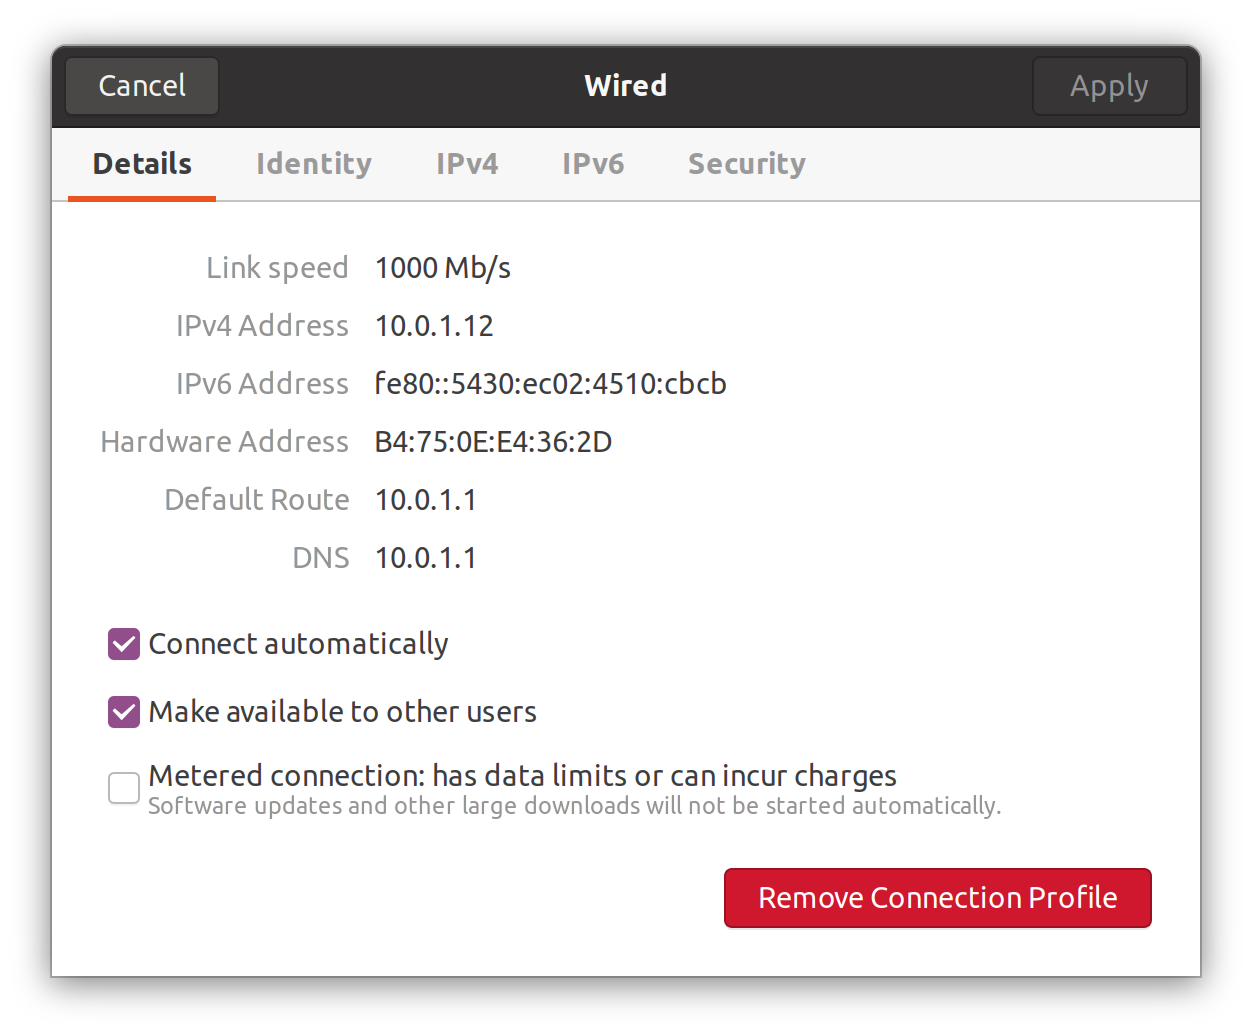 Cancel Wired Apply
Details Identity IPv4 IPv6 Security
Link speed 1000 Mb/s
IPv4 Address 10.0.1.12
IPv6 Address fe80::5430:ec02:4510:cbcb
Hardware Address B4:75:0E:E4:36:2D
Default Route 10.0.1.1
DNS 10.0.1.1
Connect automatically
Make available to other users
Metered connection: has data limits or can incur charges
Software updates and other large downloads will not be started automatically.
Remove Connection Profile